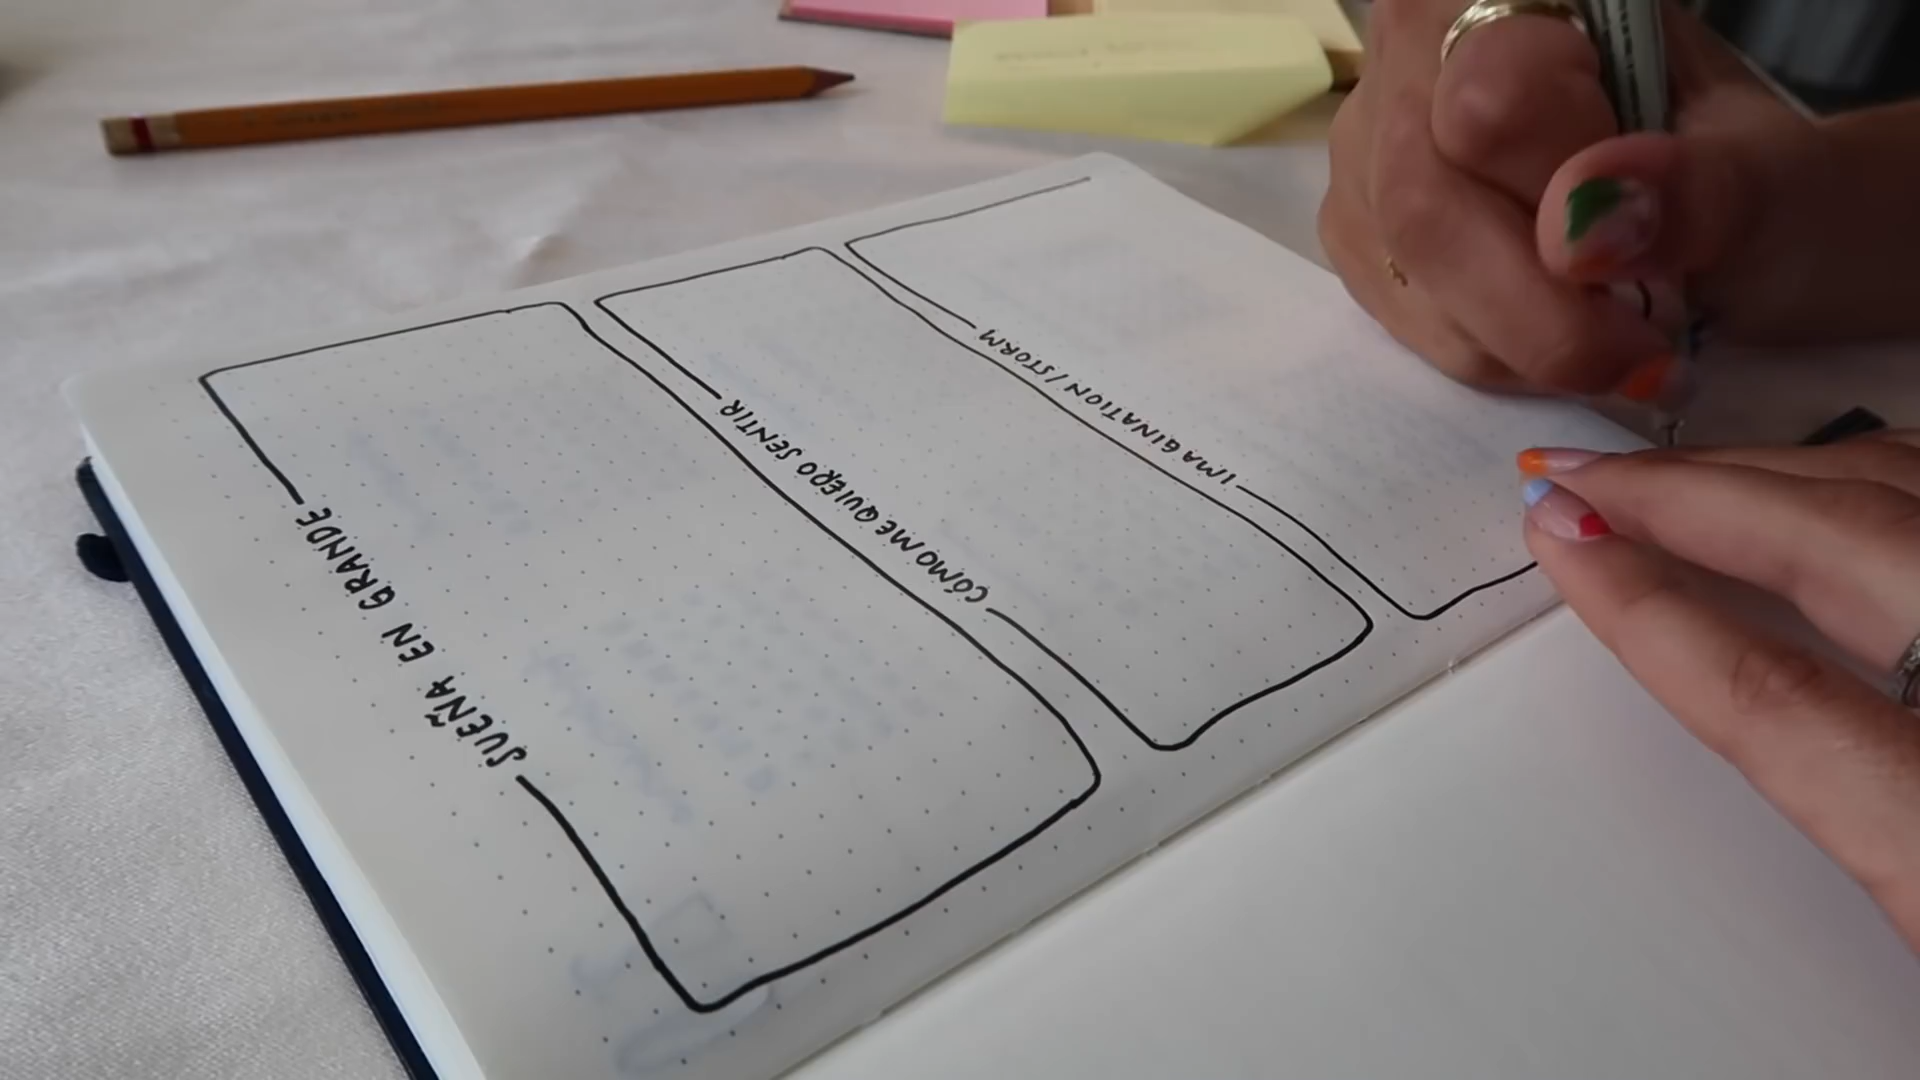 SUEÑA EN GRANDE
CÓMO ME QUIERO SENTIR
IMAGINATION / STORM